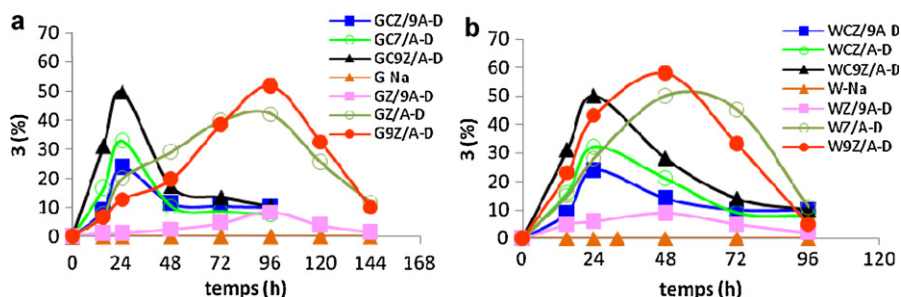 a
3 (%)
70
60
50
40
30
20
10
0
0 24 48 72 96 120 144 168
temps (h)
GCZ/9A-D
GC7/A-D
GC9Z/A-D
G Na
GZ/9A-D
GZ/A-D
G9Z/A-D
b
3 (%)
70
60
50
40
30
20
10
0
0 24 48 72 96 120
temps (h)
WCZ/9A D
WCZ/A-D
WC9Z/A-D
W-Na
WZ/9A-D
W7/A-D
W9Z/A-D